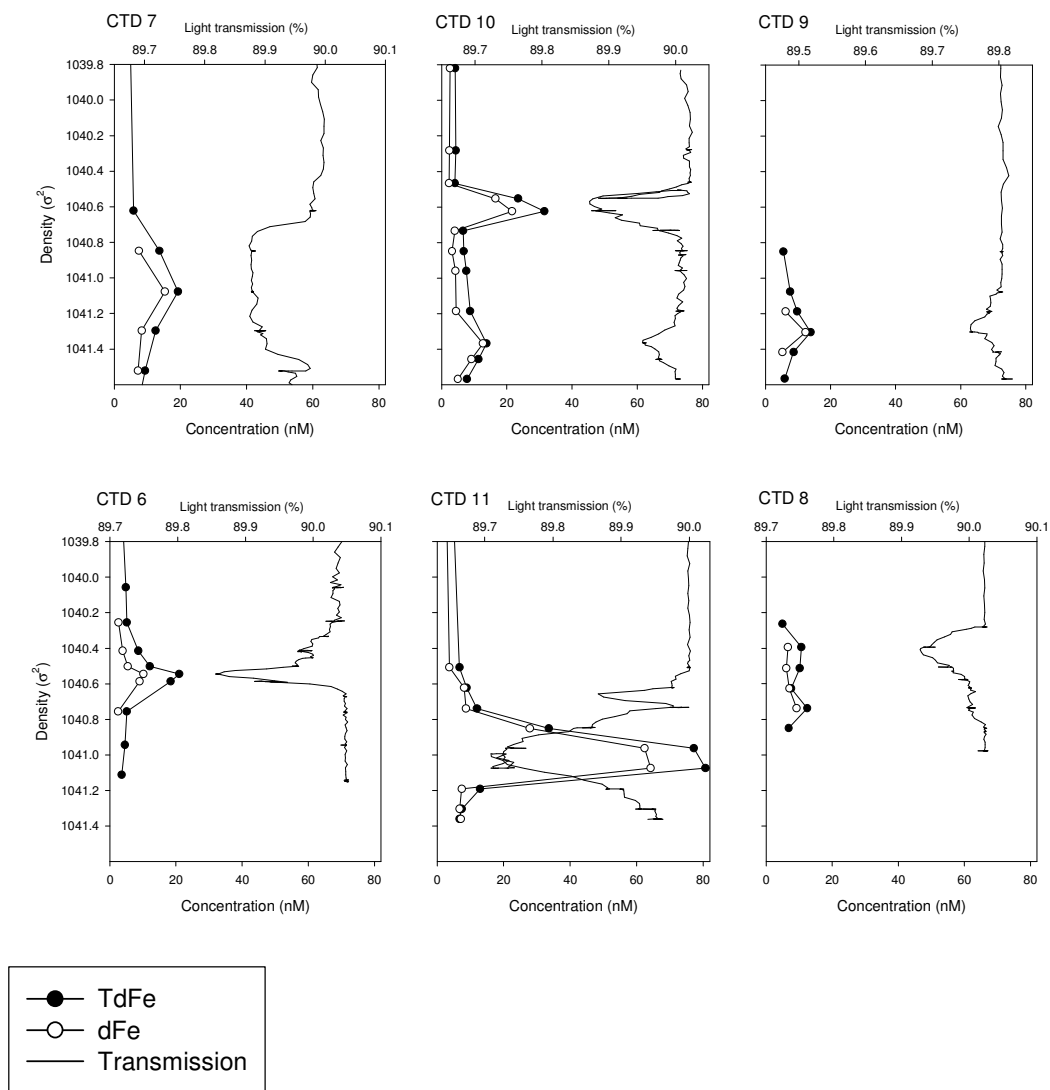 CTD 7
Light transmission (%)
89.7 89.8 89.9 90.0 90.1
1039.8
1040.0
1040.2
1040.4
1040.6
1040.8
1041.0
1041.2
1041.4
Density (σ²)
0 20 40 60 80
Concentration (nM)
CTD 10
Light transmission (%)
89.7 89.8 89.9 90.0
0 20 40 60 80
Concentration (nM)
CTD 9
Light transmission (%)
89.5 89.6 89.7 89.8
0 20 40 60 80
Concentration (nM)
CTD 6
Light transmission (%)
89.7 89.8 89.9 90.0 90.1
1039.8
1040.0
1040.2
1040.4
1040.6
1040.8
1041.0
1041.2
1041.4
Density (σ²)
0 20 40 60 80
Concentration (nM)
CTD 11
Light transmission (%)
89.7 89.8 89.9 90.0
0 20 40 60 80
Concentration (nM)
CTD 8
Light transmission (%)
89.7 89.8 89.9 90.0 90.1
0 20 40 60 80
Concentration (nM)
TdFe
dFe
Transmission